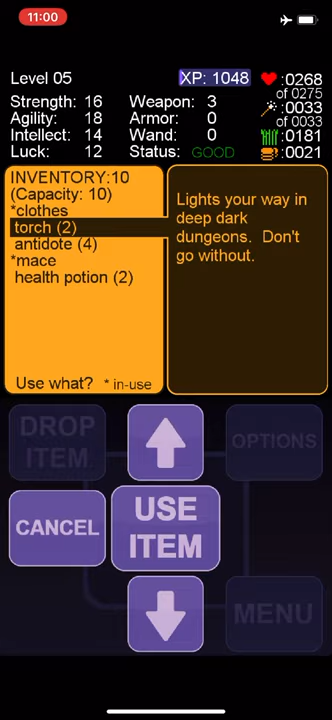 11:00
Level 05 XP: 1048 :0268
of 0275
Strength: 16 Weapon: 3
Agility: 18 Armor: 0 :0033
of 0033
Intellect: 14 Wand: 0 :0181
Luck: 12 Status: GOOD :0021
INVENTORY:10
(Capacity: 10)
*clothes
torch (2)
antidote (4)
*mace
health potion (2)
Use what? * in-use
Lights your way in
deep dark
dungeons. Don't
go without.
DROP
ITEM
OPTIONS
CANCEL
USE
ITEM
MENU